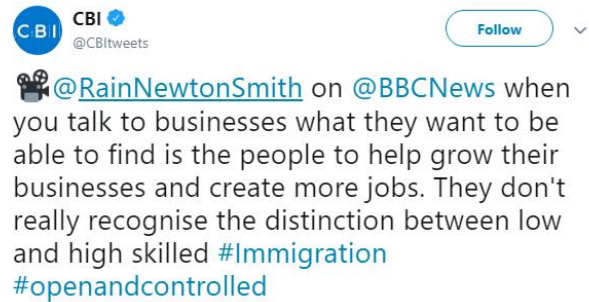 CBI
CBI
@CBItweets
Follow
@RainNewtonSmith on @BBCNews when
you talk to businesses what they want to be
able to find is the people to help grow their
businesses and create more jobs. They don't
really recognise the distinction between low
and high skilled #Immigration
#openandcontrolled